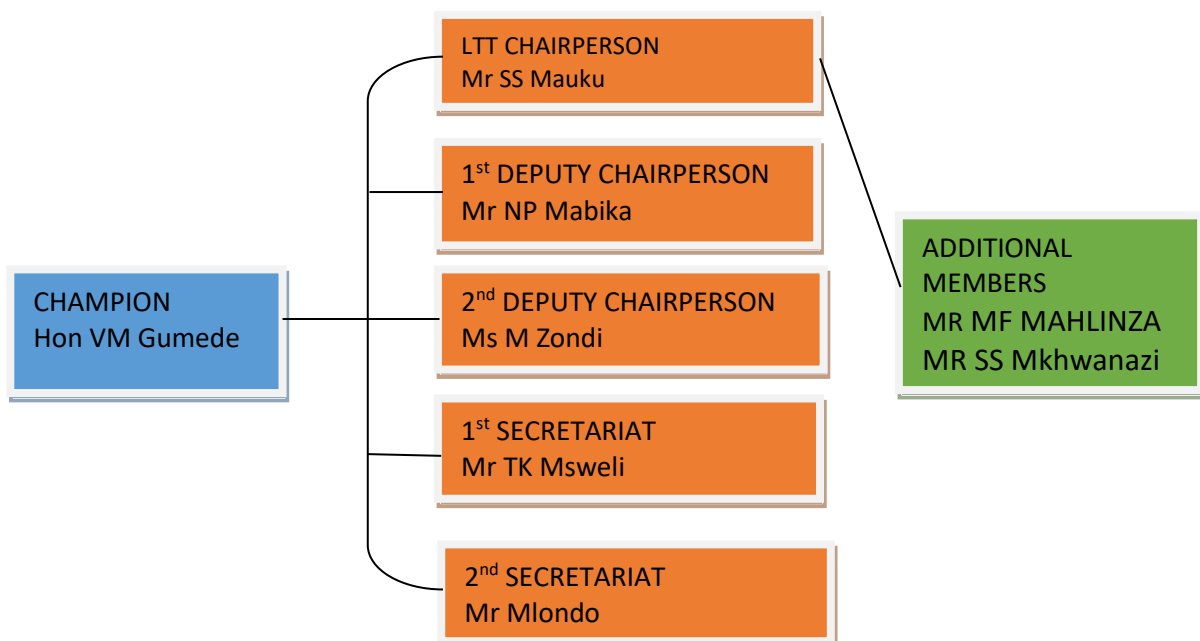 LTT CHAIRPERSON
Mr SS Mauku
1st DEPUTY CHAIRPERSON
Mr NP Mabika
CHAMPION
Hon VM Gumede
2nd DEPUTY CHAIRPERSON
Ms M Zondi
1st SECRETARIAT
Mr TK Msweli
2nd SECRETARIAT
Mr Mlondo
ADDITIONAL
MEMBERS
MR MF MAHLINZA
MR SS Mkhwanazi